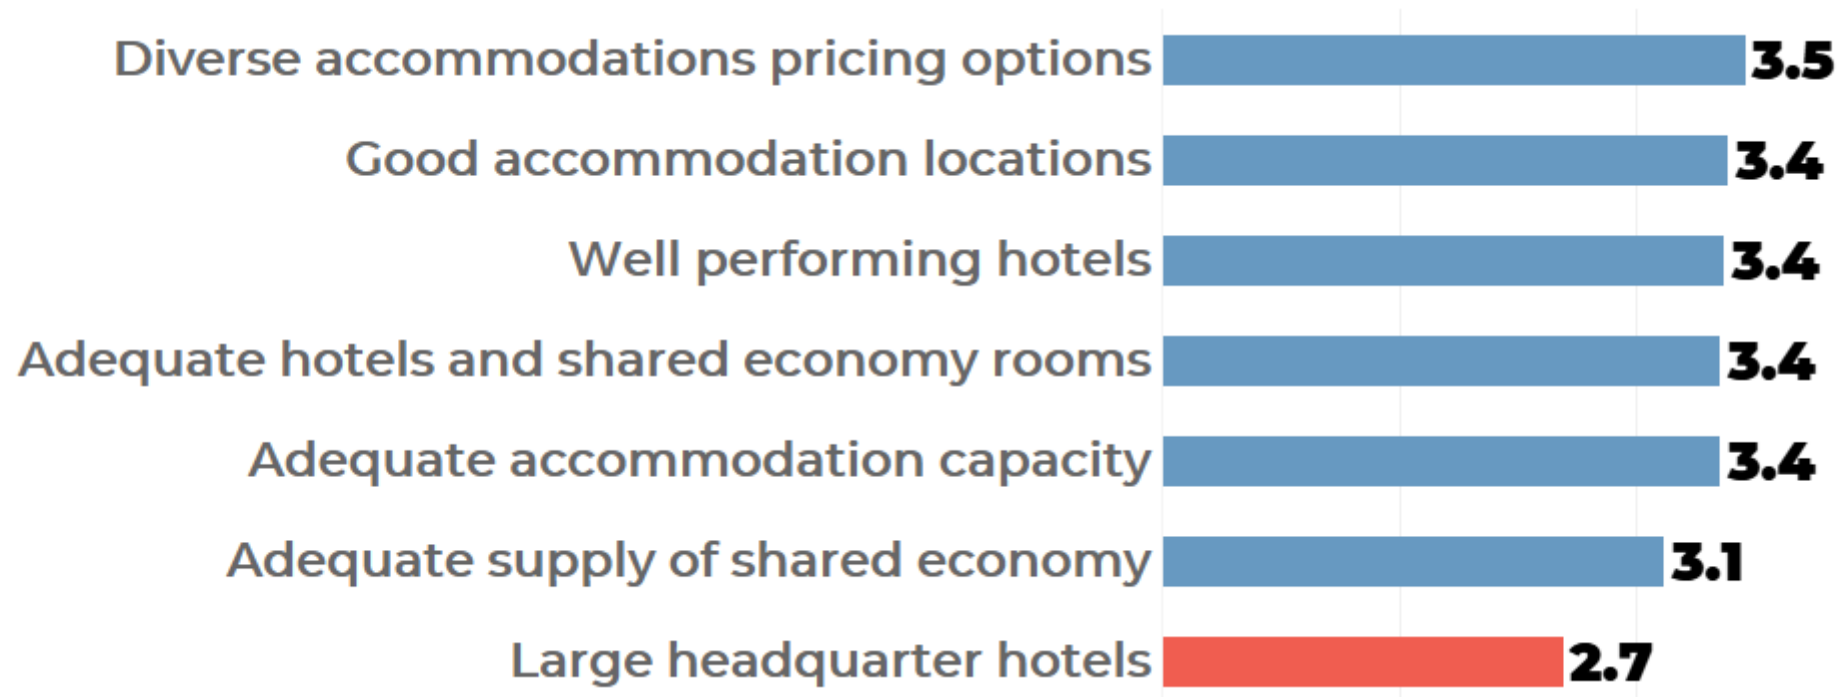 Diverse accommodations pricing options 3.5
Good accommodation locations 3.4
Well performing hotels 3.4
Adequate hotels and shared economy rooms 3.4
Adequate accommodation capacity 3.4
Adequate supply of shared economy 3.1
Large headquarter hotels 2.7